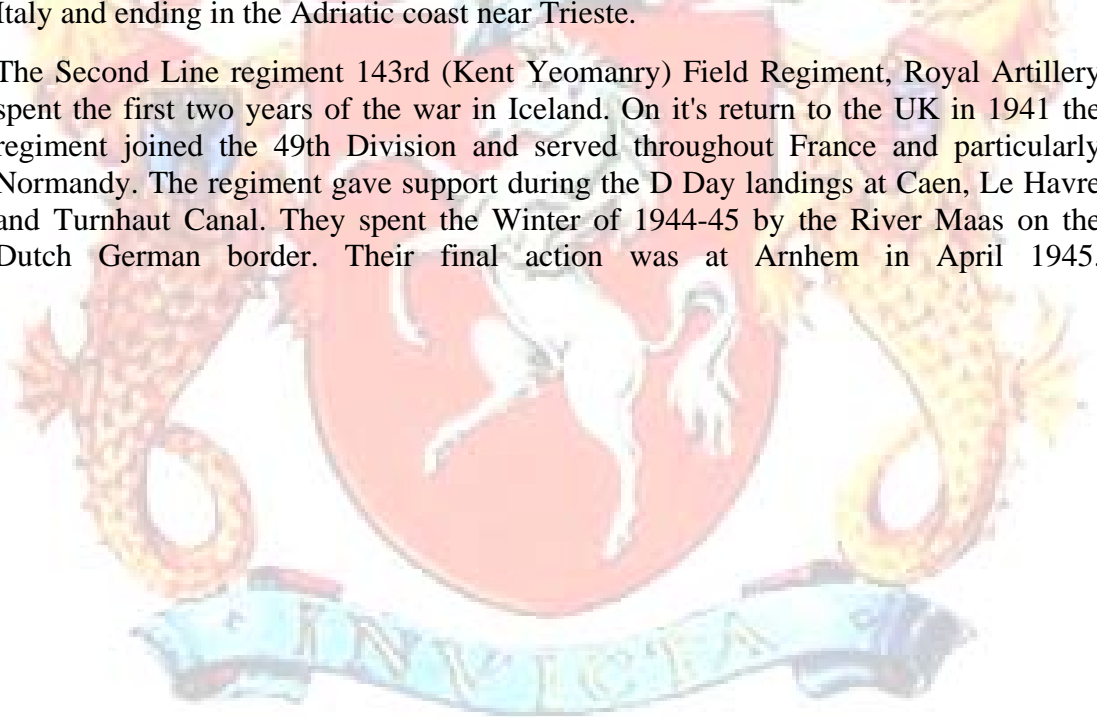 Italy and ending in the Adriatic coast near Trieste.
The Second Line regiment 143rd (Kent Yeomanry) Field Regiment, Royal Artillery
spent the first two years of the war in Iceland. On it's return to the UK in 1941 the
regiment joined the 49th Division and served throughout France and particularly
Normandy. The regiment gave support during the D Day landings at Caen, Le Havre
and Turnhaut Canal. They spent the Winter of 1944-45 by the River Maas on the
Dutch German border. Their final action was at Arnhem in April 1945.
INVICTA